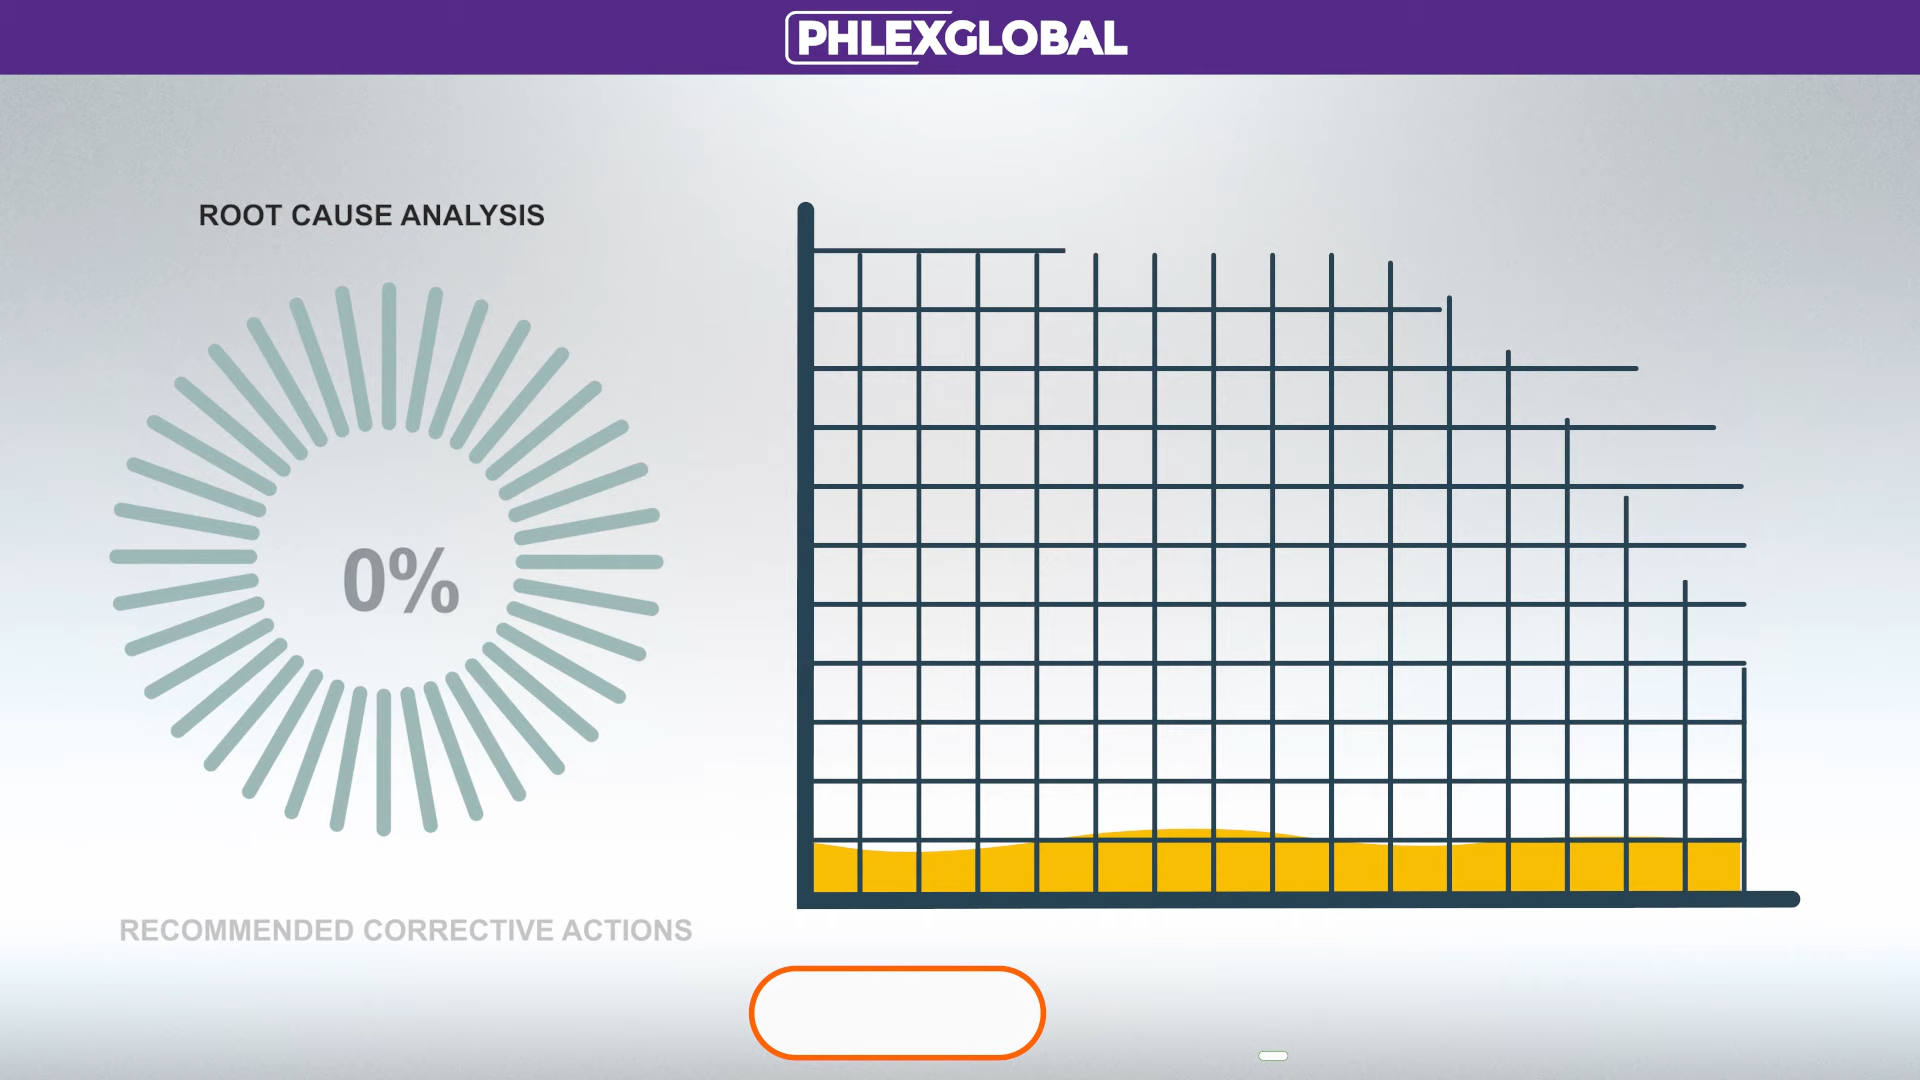 PHLEXGLOBAL
ROOT CAUSE ANALYSIS
0%
RECOMMENDED CORRECTIVE ACTIONS